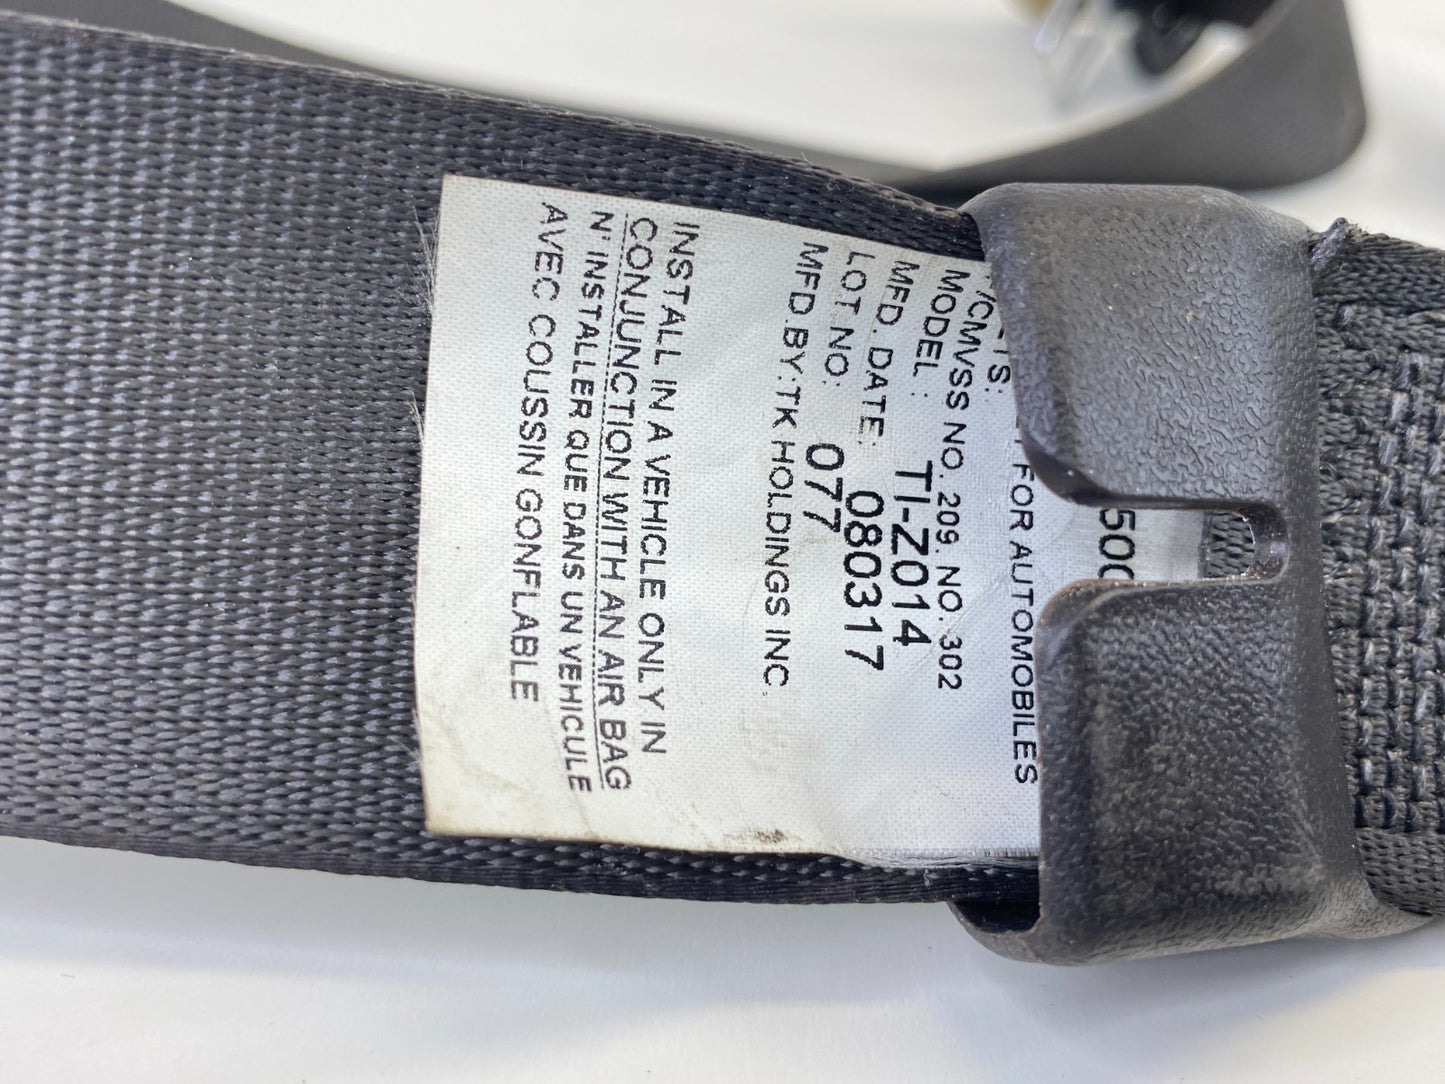 500
FOR AUTOMOBILES
/CMVSS NO. 209. NO. 302
MODEL : TI-Z014
MFD. DATE: 080317
LOT NO: 077
MFD BY:TK HOLDINGS INC.
INSTALL IN A VEHICLE ONLY IN
CONJUNCTION WITH AN AIR BAG
N' INSTALLER QUE DANS UN VEHICULE
AVEC COUSSIN GONFLABLE